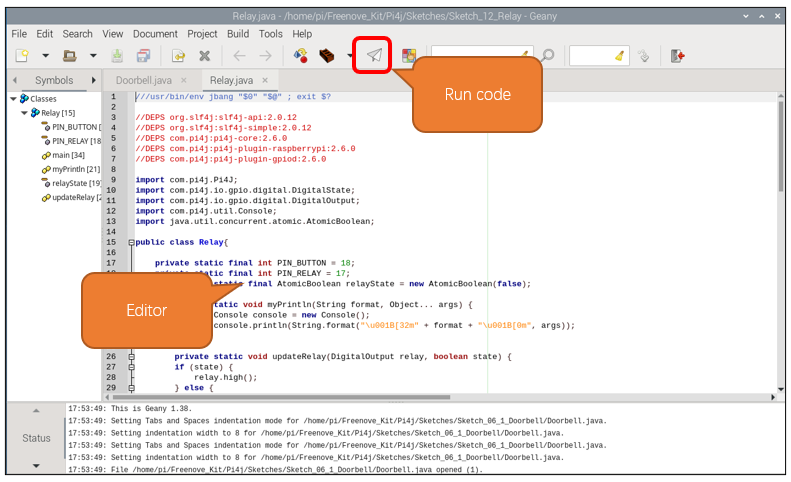 Relay.java - /home/pi/Freenove_Kit/Pi4j/Sketches/Sketch_12_Relay - Geany
File Edit Search View Document Project Build Tools Help
Run code
Symbols
Doorbell.java
Relay.java
Classes
Relay [15]
PIN_BUTTON [
PIN_RELAY [18
main [34]
myPrintln [21]
relayState [19]
updateRelay [2
1 ///usr/bin/env jbang "$0" "$@" ; exit $?
2
3 //DEPS org.slf4j:slf4j-api:2.0.12
4 //DEPS org.slf4j:slf4j-simple:2.0.12
5 //DEPS com.pi4j:pi4j-core:2.6.0
6 //DEPS com.pi4j:pi4j-plugin-raspberrypi:2.6.0
7 //DEPS com.pi4j:pi4j-plugin-gpiod:2.6.0
8
9 import com.pi4j.Pi4J;
10 import com.pi4j.io.gpio.digital.DigitalState;
11 import com.pi4j.io.gpio.digital.DigitalOutput;
12 import com.pi4j.util.Console;
13 import java.util.concurrent.atomic.AtomicBoolean;
14
15 public class Relay{
16
17 private static final int PIN_BUTTON = 18;
static final int PIN_RELAY = 17;
final AtomicBoolean relayState = new AtomicBoolean(false);
Editor
static void myPrintln(String format, Object... args) {
Console console = new Console();
console.println(String.format("\u001B[32m" + format + "\u001B[0m", args));
26 private static void updateRelay(DigitalOutput relay, boolean state) {
27 if (state) {
28 relay.high();
29 } else {
Status
17:53:49: This is Geany 1.38.
17:53:49: Setting Tabs and Spaces indentation mode for /home/pi/Freenove_Kit/Pi4j/Sketches/Sketch_06_1_Doorbell/Doorbell.java.
17:53:49: Setting indentation width to 8 for /home/pi/Freenove_Kit/Pi4j/Sketches/Sketch_06_1_Doorbell/Doorbell.java.
17:53:49: Setting Tabs and Spaces indentation mode for /home/pi/Freenove_Kit/Pi4j/Sketches/Sketch_06_1_Doorbell/Doorbell.java.
17:53:49: Setting indentation width to 8 for /home/pi/Freenove_Kit/Pi4j/Sketches/Sketch_06_1_Doorbell/Doorbell.java.
17:53:49: File /home/pi/Freenove_Kit/Pi4j/Sketches/Sketch_06_1_Doorbell/Doorbell.java opened (1).